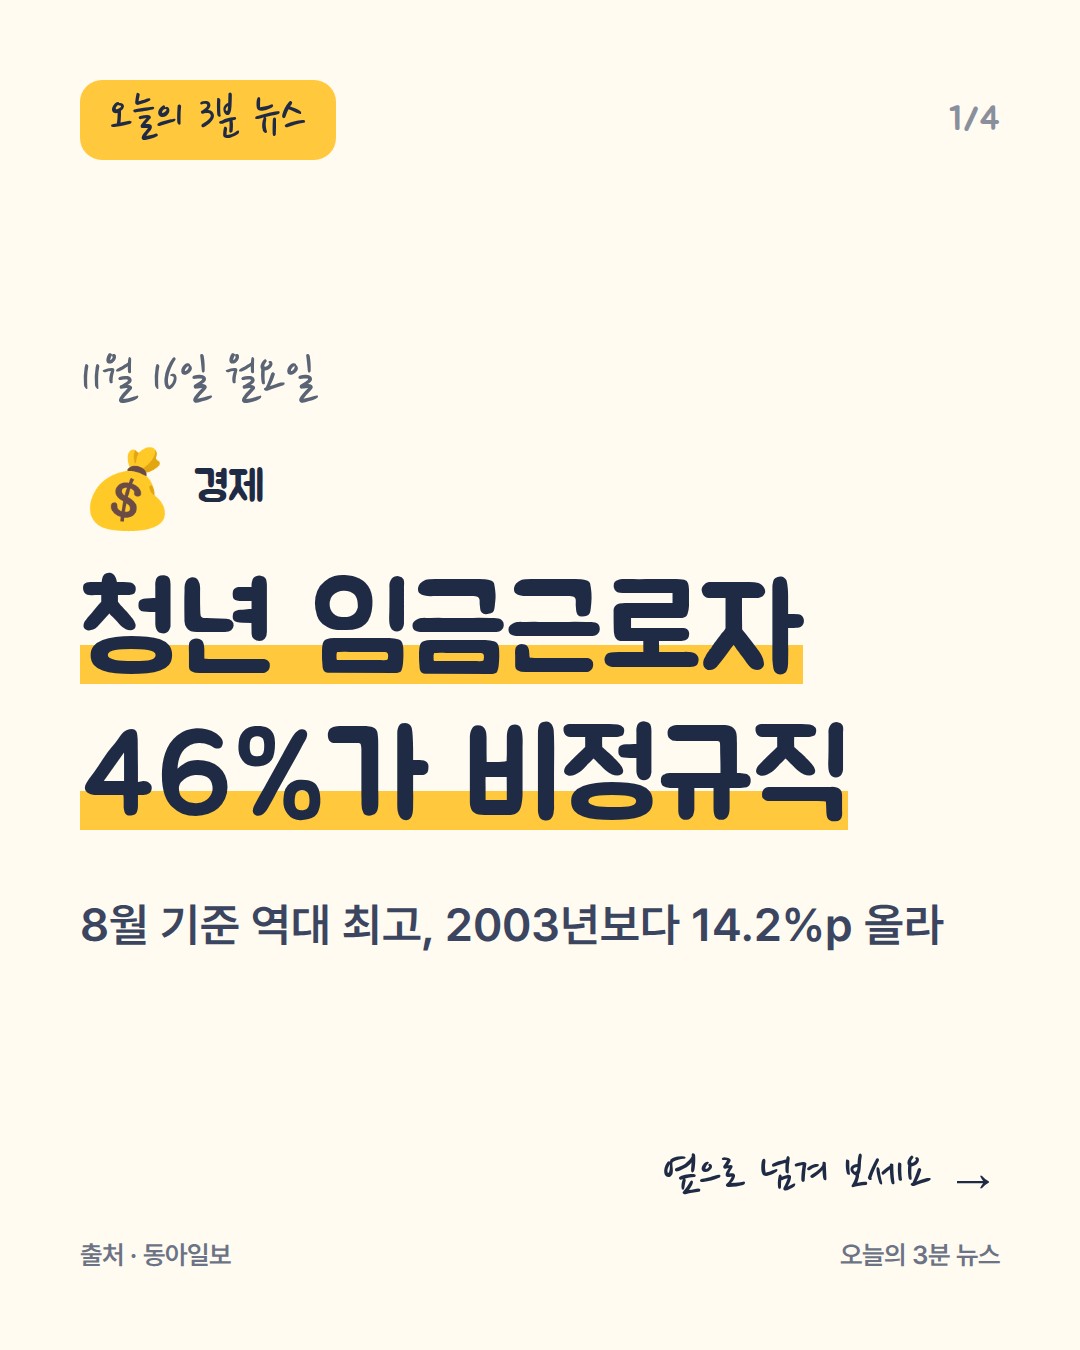 오늘의 3분 뉴스
1/4
11월 16일 월요일
경제
청년 임금근로자
46%가 비정규직
8월 기준 역대 최고, 2003년보다 14.2%p 올라
옆으로 넘겨 보세요 →
출처 · 동아일보
오늘의 3분 뉴스